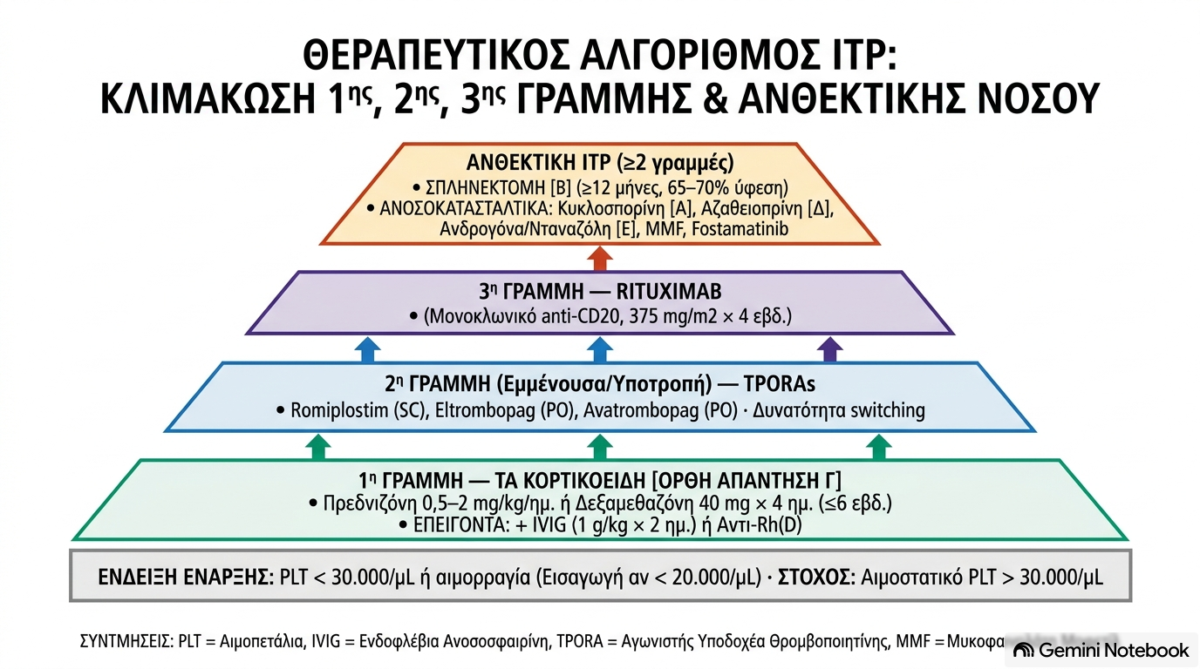 ΘΕΡΑΠΕΥΤΙΚΟΣ ΑΛΓΟΡΙΘΜΟΣ ITP:
ΚΛΙΜΑΚΩΣΗ 1ης, 2ης, 3ης ΓΡΑΜΜΗΣ & ΑΝΘΕΚΤΙΚΗΣ ΝΟΣΟΥ
ΑΝΘΕΚΤΙΚΗ ITP (≥2 γραμμές)
• ΣΠΛΗΝΕΚΤΟΜΗ [Β] (≥12 μήνες, 65–70% ύφεση)
• ΑΝΟΣΟΚΑΤΑΣΤΑΛΤΙΚΑ: Κυκλοσπορίνη [Α], Αζαθειοπρίνη [Δ],
Ανδρογόνα/Νταναζόλη [Ε], MMF, Fostamatinib
3η ΓΡΑΜΜΗ — RITUXIMAB
• (Μονοκλωνικό anti-CD20, 375 mg/m2 × 4 εβδ.)
2η ΓΡΑΜΜΗ (Εμμένουσα/Υποτροπή) — TPORAs
• Romiplostim (SC), Eltrombopag (PO), Avatrombopag (PO) · Δυνατότητα switching
1η ΓΡΑΜΜΗ — ΤΑ ΚΟΡΤΙΚΟΕΙΔΗ [ΟΡΘΗ ΑΠΑΝΤΗΣΗ Γ]
• Πρεδνιζόνη 0,5–2 mg/kg/ημ. ή Δεξαμεθαζόνη 40 mg × 4 ημ. (≤6 εβδ.)
• ΕΠΕΙΓΟΝΤΑ: + IVIG (1 g/kg × 2 ημ.) ή Αντι-Rh(D)
ΕΝΔΕΙΞΗ ΕΝΑΡΞΗΣ: PLT < 30.000/μL ή αιμορραγία (Εισαγωγή αν < 20.000/μL) · ΣΤΟΧΟΣ: Αιμοστατικό PLT > 30.000/μL
ΣΥΝΤΜΗΣΕΙΣ: PLT = Αιμοπετάλια, IVIG = Ενδοφλέβια Ανοσοσφαιρίνη, TPORA = Αγωνιστής Υποδοχέα Θρομβοποιητίνης, MMF =
Gemini Notebook